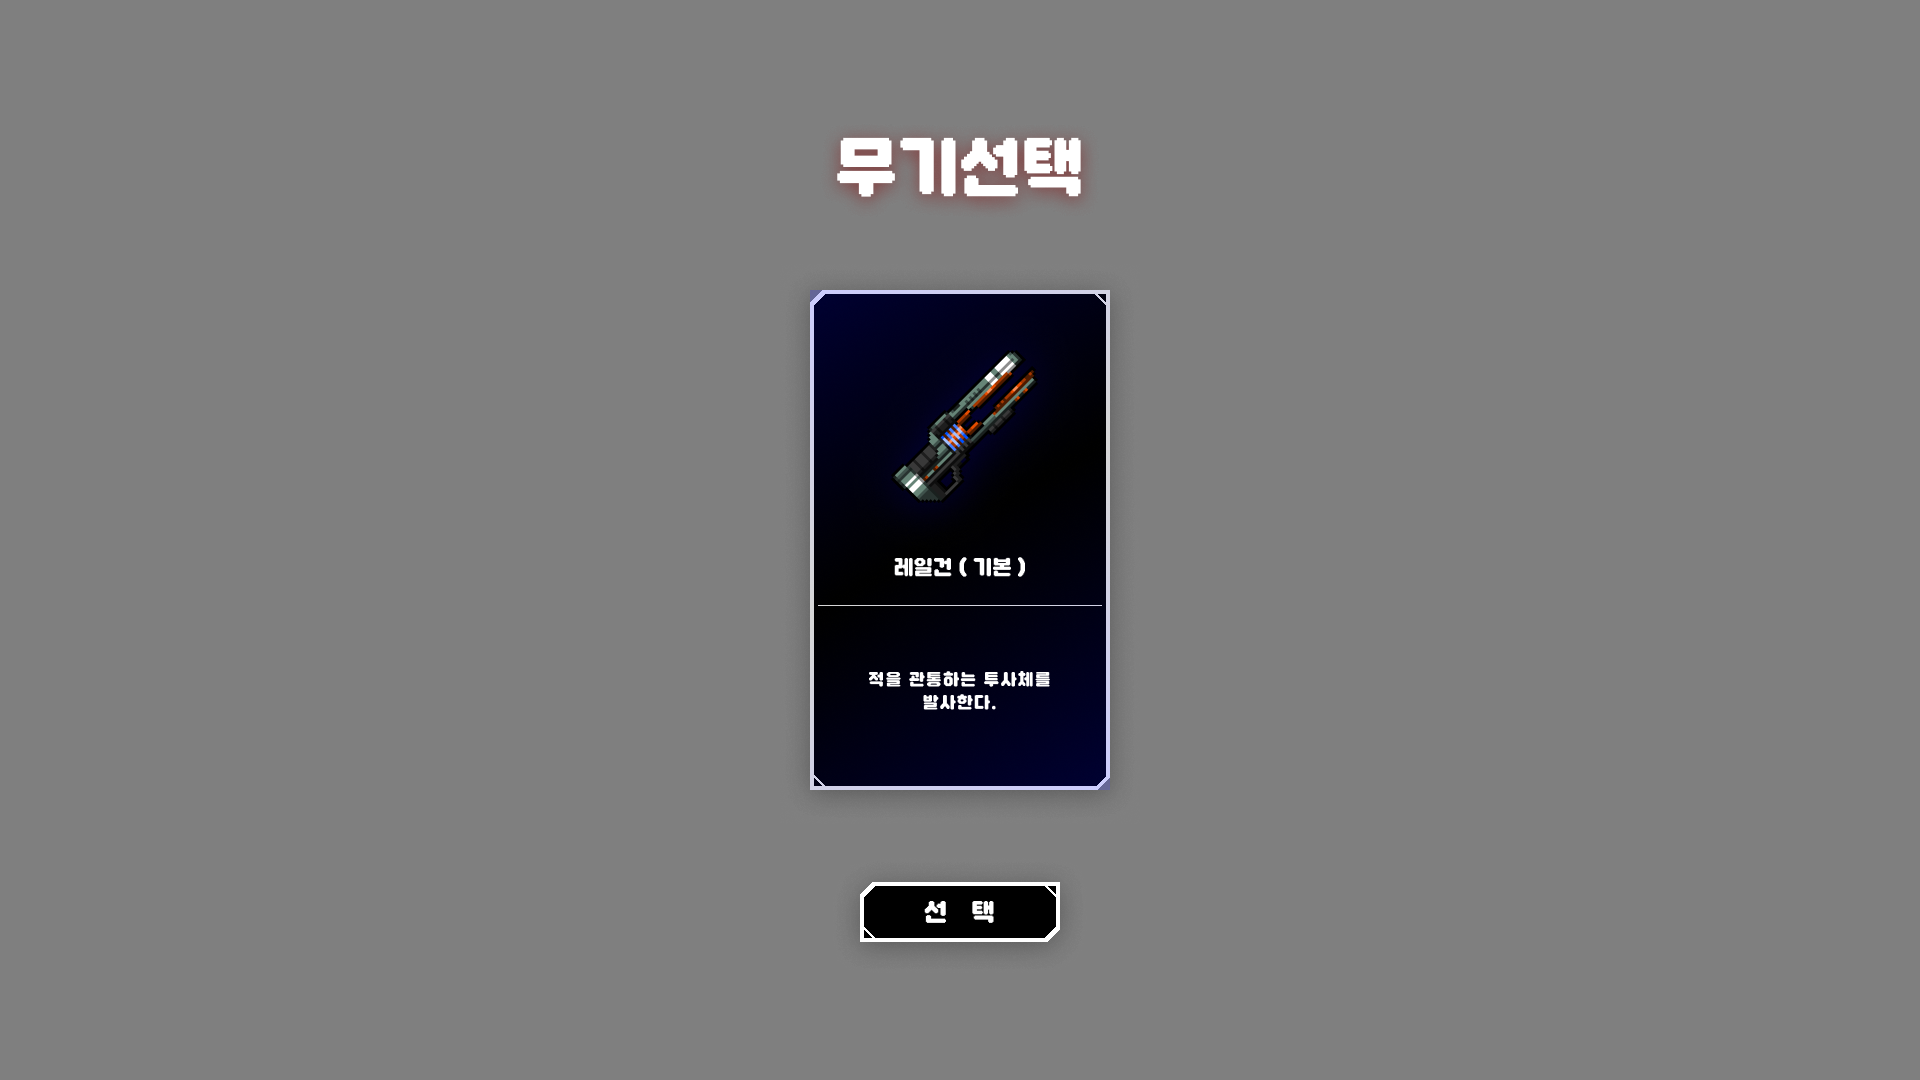 무기선택
레일건 ( 기본 )
적을 관통하는 투사체를
발사한다.
선 택